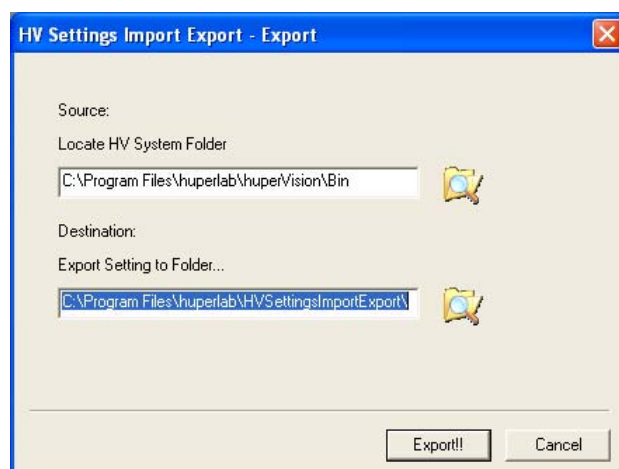 HV Settings Import Export - Export
Source:
Locate HV System Folder
C:\Program Files\huperlab\huperVision\Bin
Destination:
Export Setting to Folder...
C:\Program Files\huperlab\HVSettingsImportExport\
Export!!
Cancel